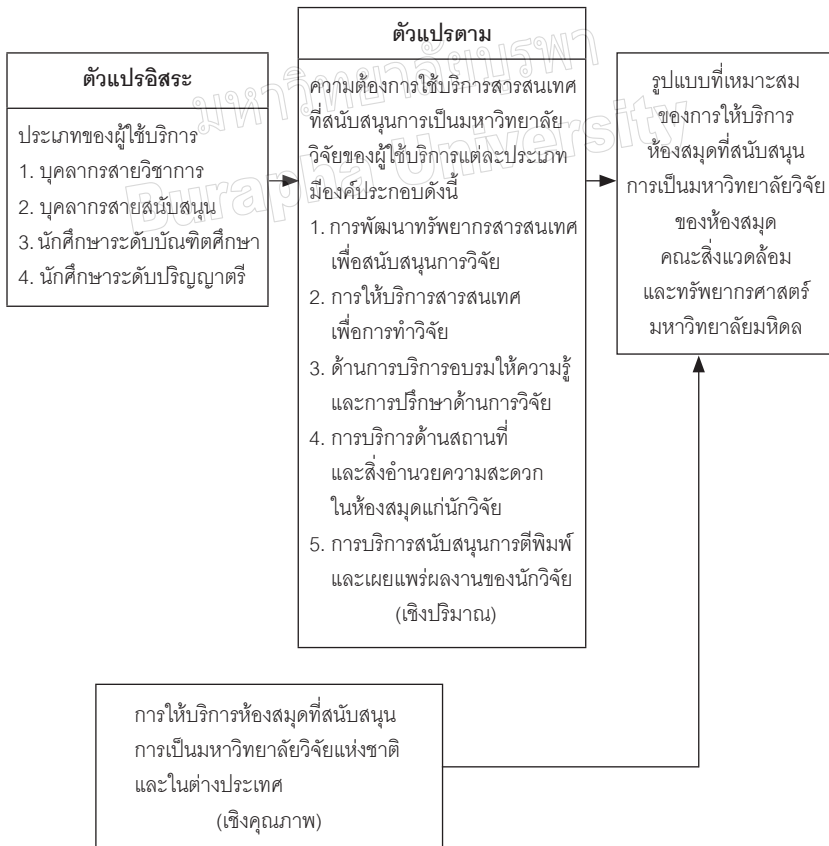 ตัวแปรอิสระ
ประเภทของผู้ใช้บริการ
1. บุคลากรสายวิชาการ
2. บุคลากรสายสนับสนุน
3. นักศึกษาระดับบัณฑิตศึกษา
4. นักศึกษาระดับปริญญาตรี
ตัวแปรตาม
ความต้องการใช้บริการสารสนเทศ
ที่สนับสนุนการเป็นมหาวิทยาลัย
วิจัยของผู้ใช้บริการแต่ละประเภท
มีองค์ประกอบดังนี้
1. การพัฒนาทรัพยากรสารสนเทศ
เพื่อสนับสนุนการวิจัย
2. การให้บริการสารสนเทศ
เพื่อการทำวิจัย
3. ด้านการบริการอบรมให้ความรู้
และการปรึกษาด้านการวิจัย
4. การบริการด้านสถานที่
และสิ่งอำนวยความสะดวก
ในห้องสมุดแก่นักวิจัย
5. การบริการสนับสนุนการตีพิมพ์
และเผยแพร่ผลงานของนักวิจัย
(เชิงปริมาณ)
รูปแบบที่เหมาะสม
ของการให้บริการ
ห้องสมุดที่สนับสนุน
การเป็นมหาวิทยาลัยวิจัย
ของห้องสมุด
คณะสิ่งแวดล้อม
และทรัพยากรศาสตร์
มหาวิทยาลัยมหิดล
การให้บริการห้องสมุดที่สนับสนุน
การเป็นมหาวิทยาลัยวิจัยแห่งชาติ
และในต่างประเทศ
(เชิงคุณภาพ)
มหาวิทยาลัยบูรพา
Burapha University